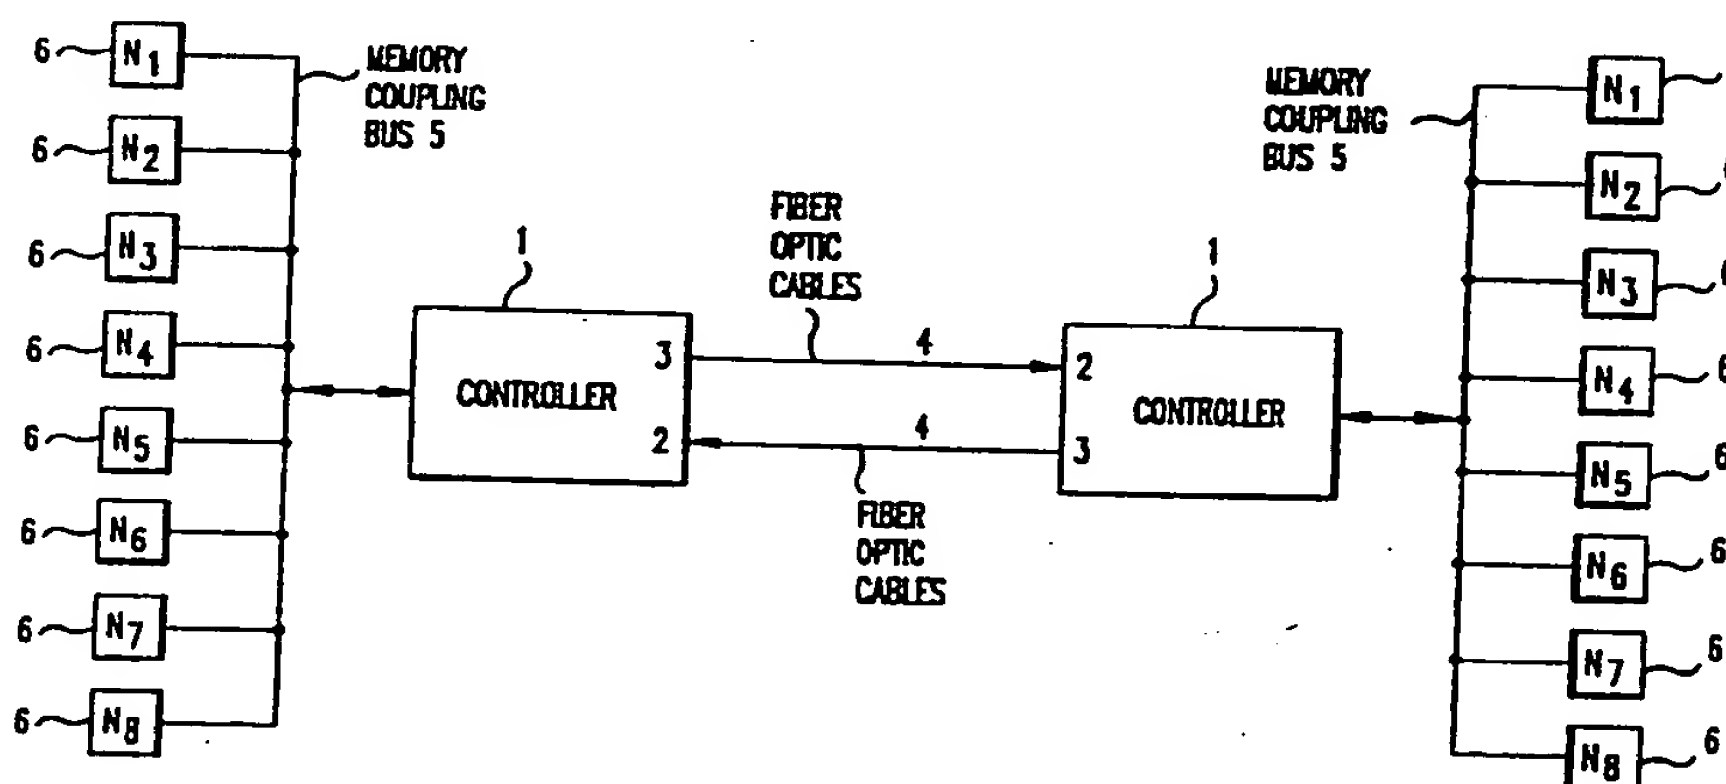 6 N1
6 N2
6 N3
6 N4
6 N5
6 N6
6 N7
6 N8
MEMORY
COUPLING
BUS 5
1
CONTROLLER
3
2
FIBER
OPTIC
CABLES
4
4
FIBER
OPTIC
CABLES
1
2
CONTROLLER
3
MEMORY
COUPLING
BUS 5
N1
N2
N3
N4 6
N5 6
N6 6
N7 6
N8 6